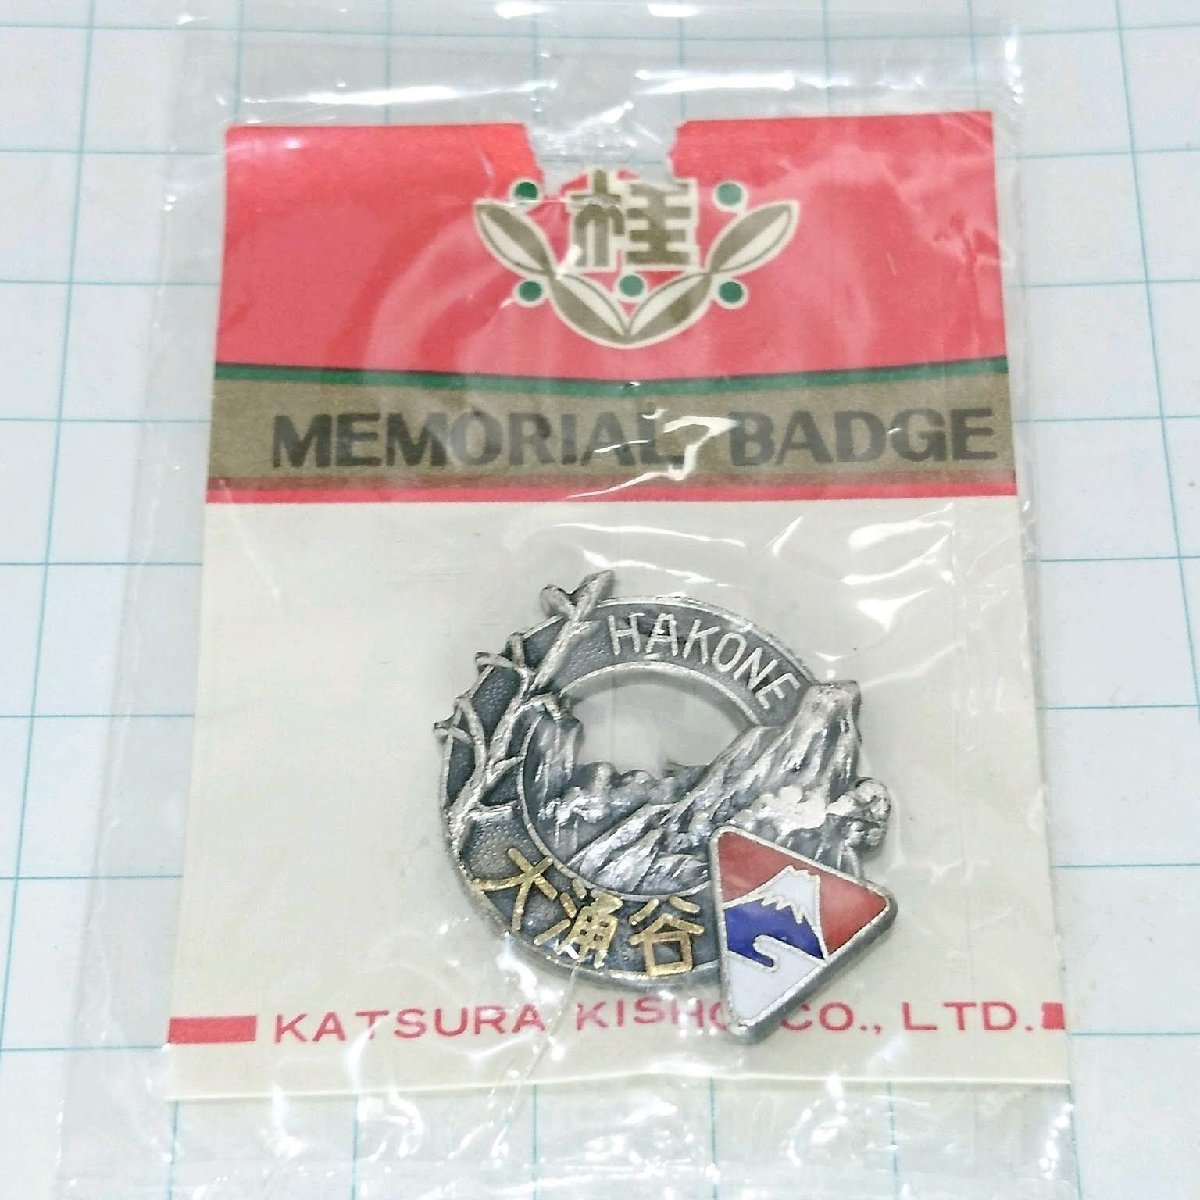 桂
MEMORIAL BADGE
HAKONE
大涌谷
KATSURA KISHO CO., LTD.